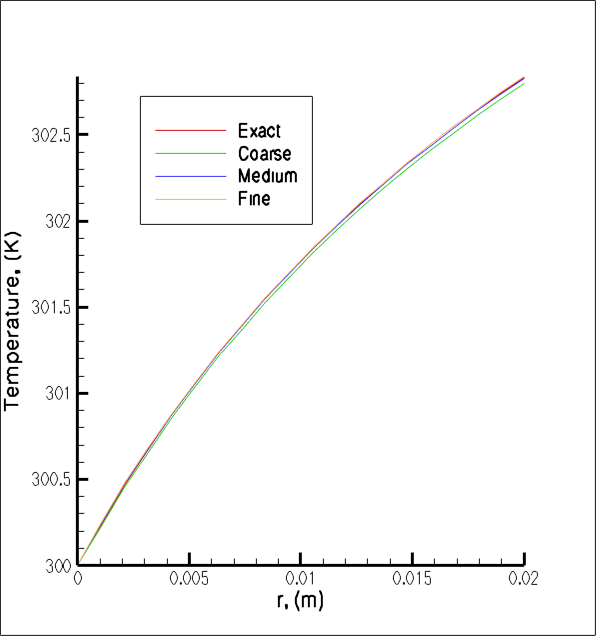 Exact
Coarse
Medium
Fine
302.5
302
301.5
301
300.5
300
Temperature, (K)
0
0.005
0.01
0.015
0.02
r, (m)